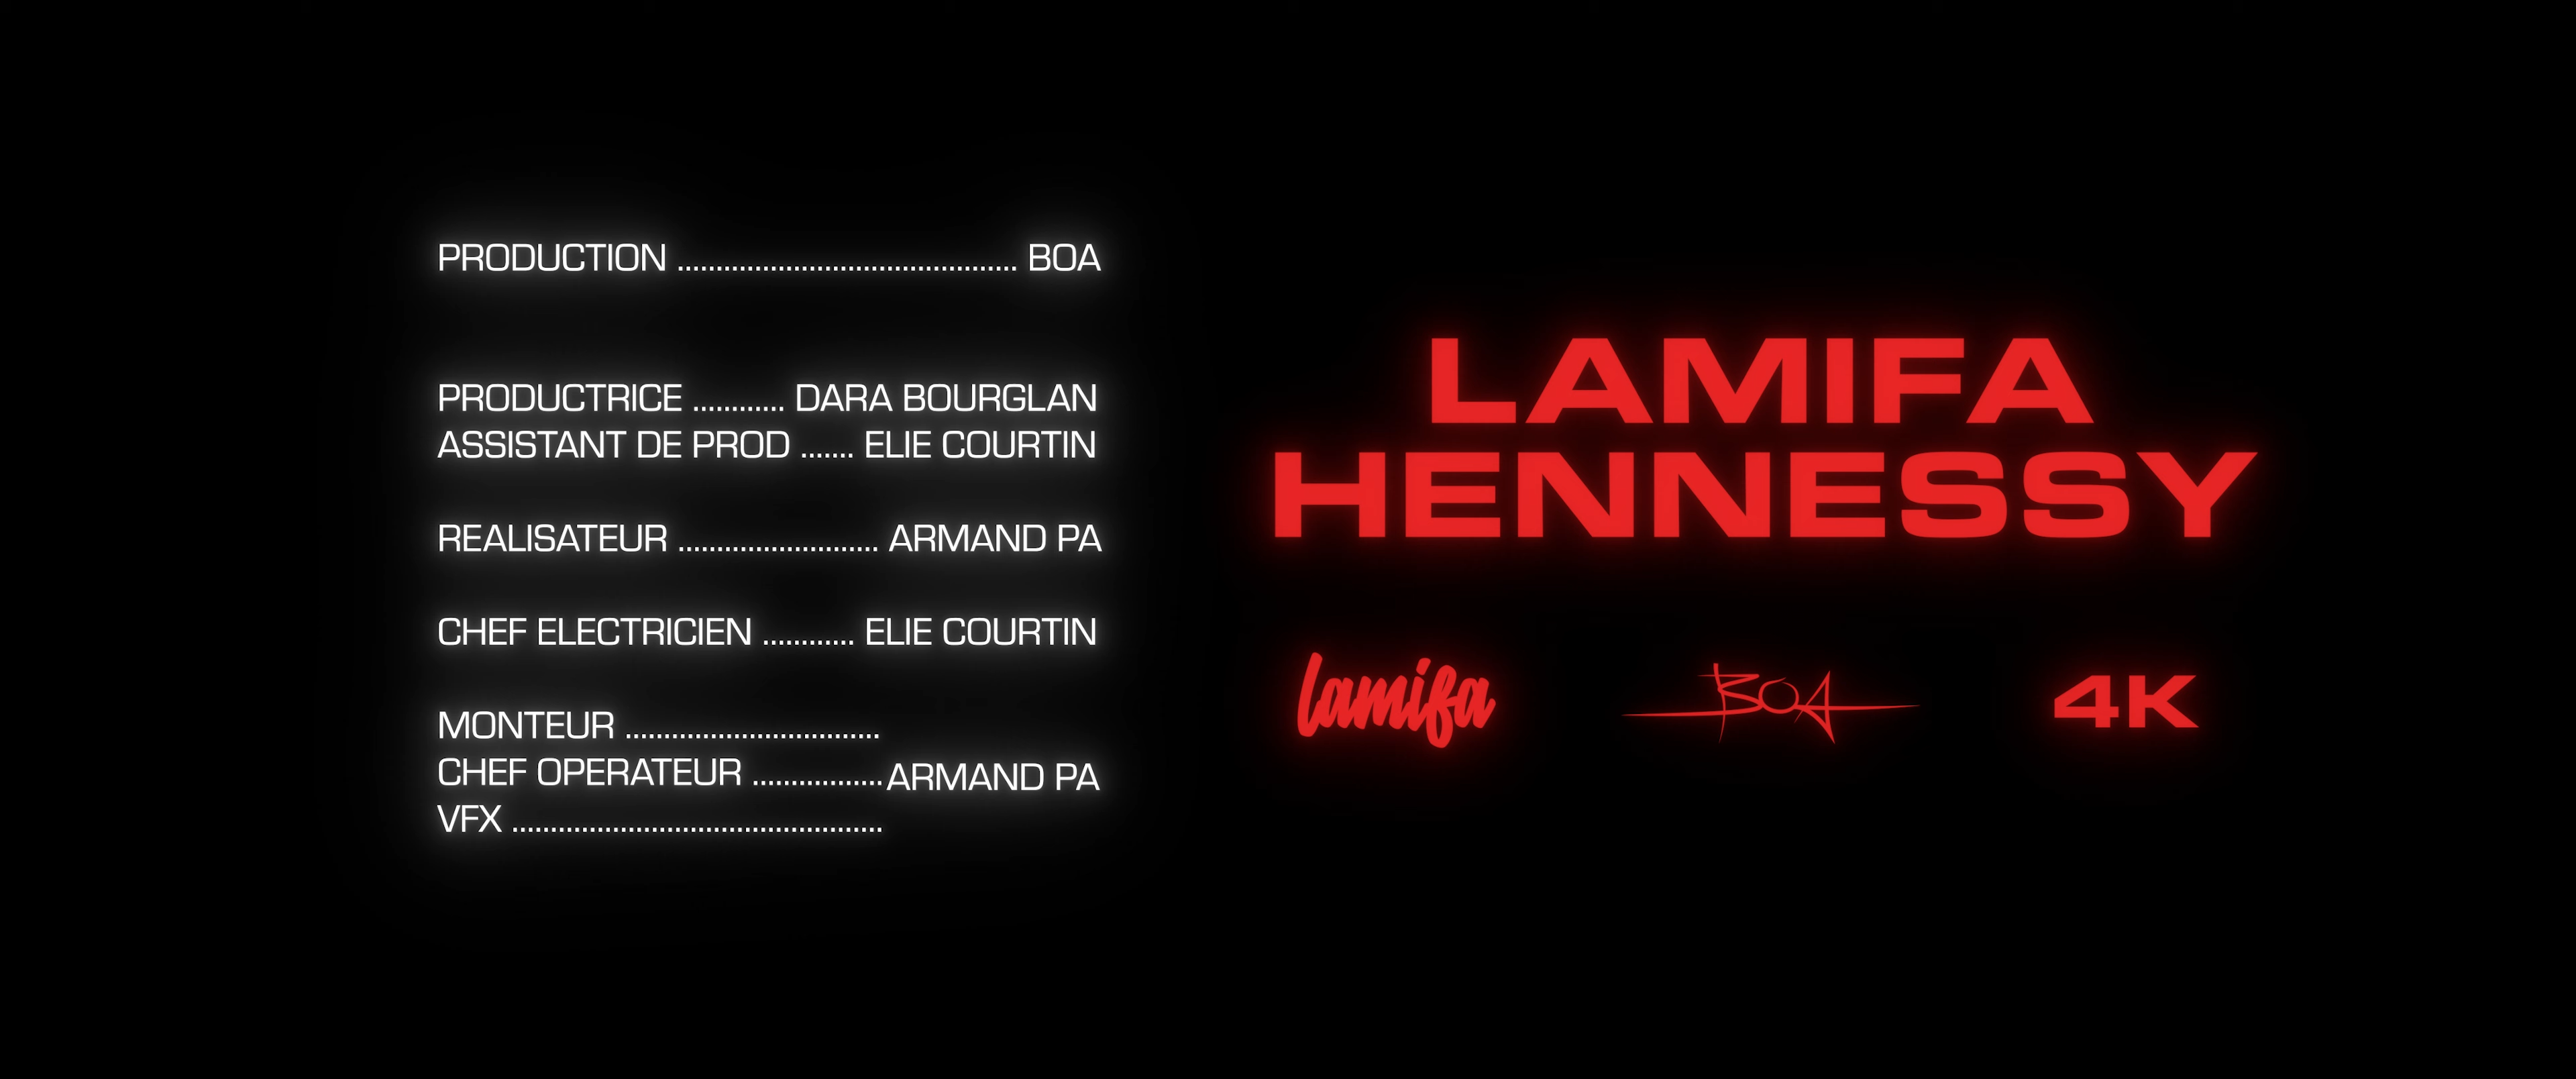 PRODUCTION ............................................ BOA
PRODUCTRICE ............ DARA BOURGLAN
ASSISTANT DE PROD ....... ELIE COURTIN
REALISATEUR .......................... ARMAND PA
CHEF ELECTRICIEN ............ ELIE COURTIN
MONTEUR .................................
CHEF OPERATEUR ................. ARMAND PA
VFX ................................................
LAMIFA
HENNESSY
lamifa BOA 4K